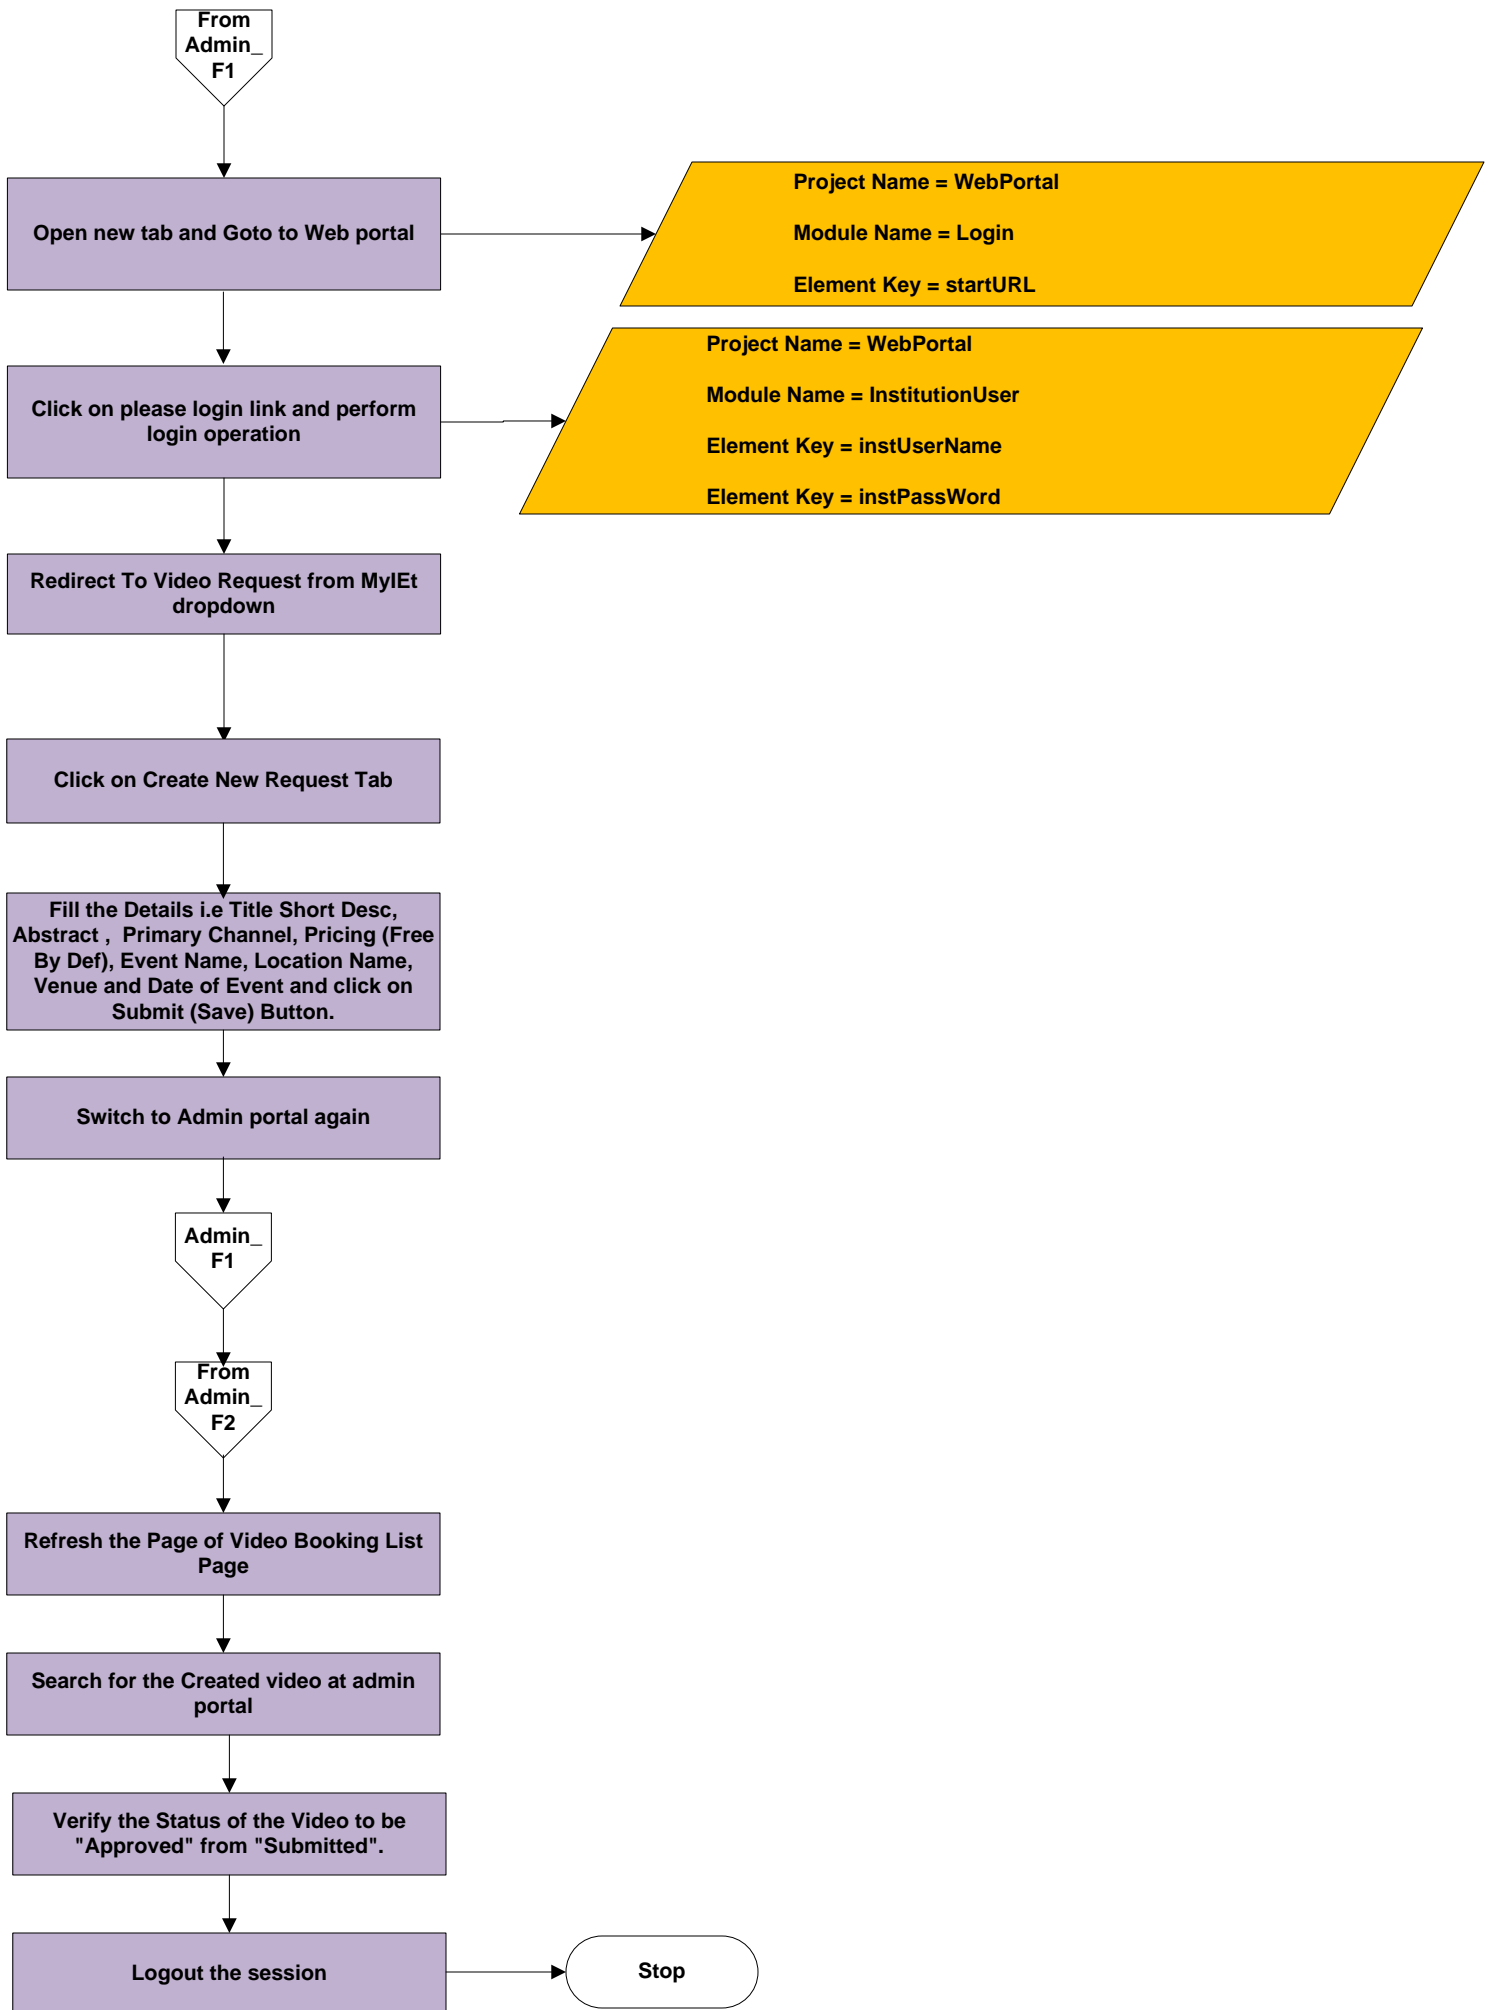 From
Admin_
F1
Open new tab and Goto to Web portal
Project Name = WebPortal
Module Name = Login
Element Key = startURL
Click on please login link and perform
login operation
Project Name = WebPortal
Module Name = InstitutionUser
Element Key = instUserName
Element Key = instPassWord
Redirect To Video Request from MyIEt
dropdown
Click on Create New Request Tab
Fill the Details i.e Title Short Desc,
Abstract ,  Primary Channel, Pricing (Free
By Def), Event Name, Location Name,
Venue and Date of Event and click on
Submit (Save) Button.
Switch to Admin portal again
Admin_
F1
From
Admin_
F2
Refresh the Page of Video Booking List
Page
Search for the Created video at admin
portal
Verify the Status of the Video to be
"Approved" from "Submitted".
Logout the session
Stop